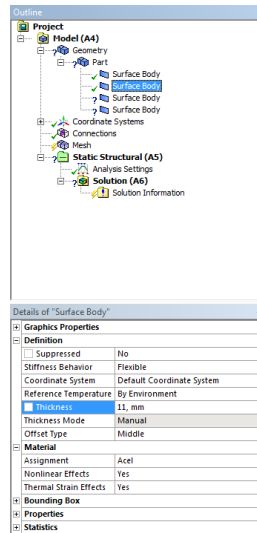 Outline
Project
Model (A4)
Geometry
Part
Surface Body
Surface Body
Surface Body
Surface Body
Coordinate Systems
Connections
Mesh
Static Structural (A5)
Analysis Settings
Solution (A6)
Solution Information
Details of "Surface Body"
Graphics Properties
Definition
Suppressed No
Stiffness Behavior Flexible
Coordinate System Default Coordinate System
Reference Temperature By Environment
Thickness 11, mm
Thickness Mode Manual
Offset Type Middle
Material
Assignment Acel
Nonlinear Effects Yes
Thermal Strain Effects Yes
Bounding Box
Properties
Statistics